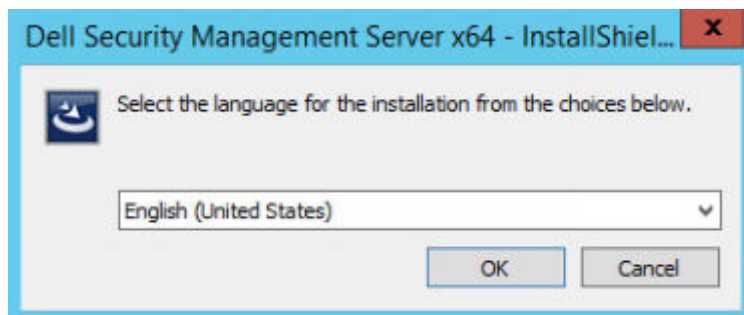 Dell Security Management Server x64 - InstallShiel...
x
Select the language for the installation from the choices below.
English (United States)
OK Cancel